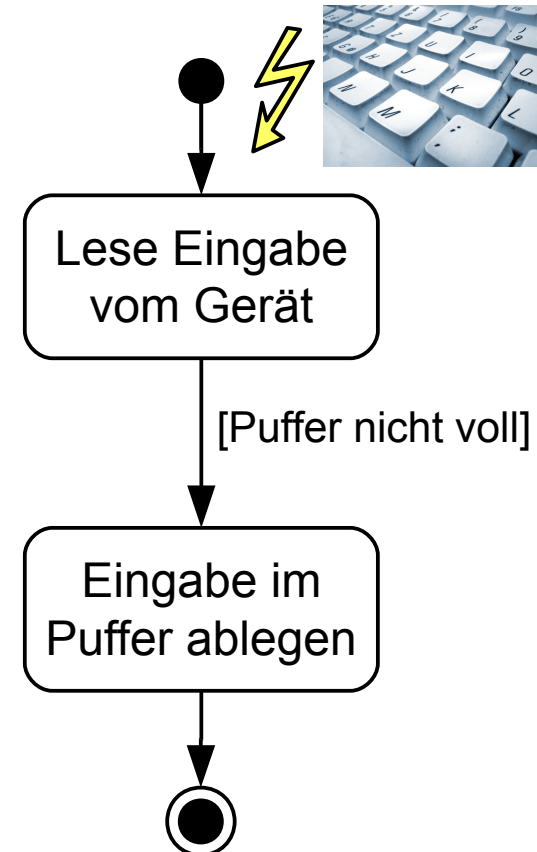 Lese Eingabe
vom Gerät
[Puffer nicht voll]
Eingabe im
Puffer ablegen